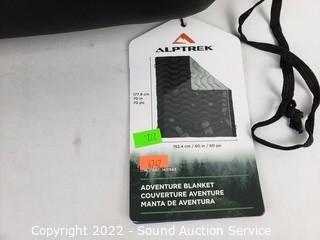 ALPTREK
177.8 cm
70 in
70 po
152.4 cm / 60 in / 60 po
4747
ADVENTURE BLANKET
COUVERTURE AVENTURE
MANTA DE AVENTURA
Copyright 2022 - Sound Auction Service